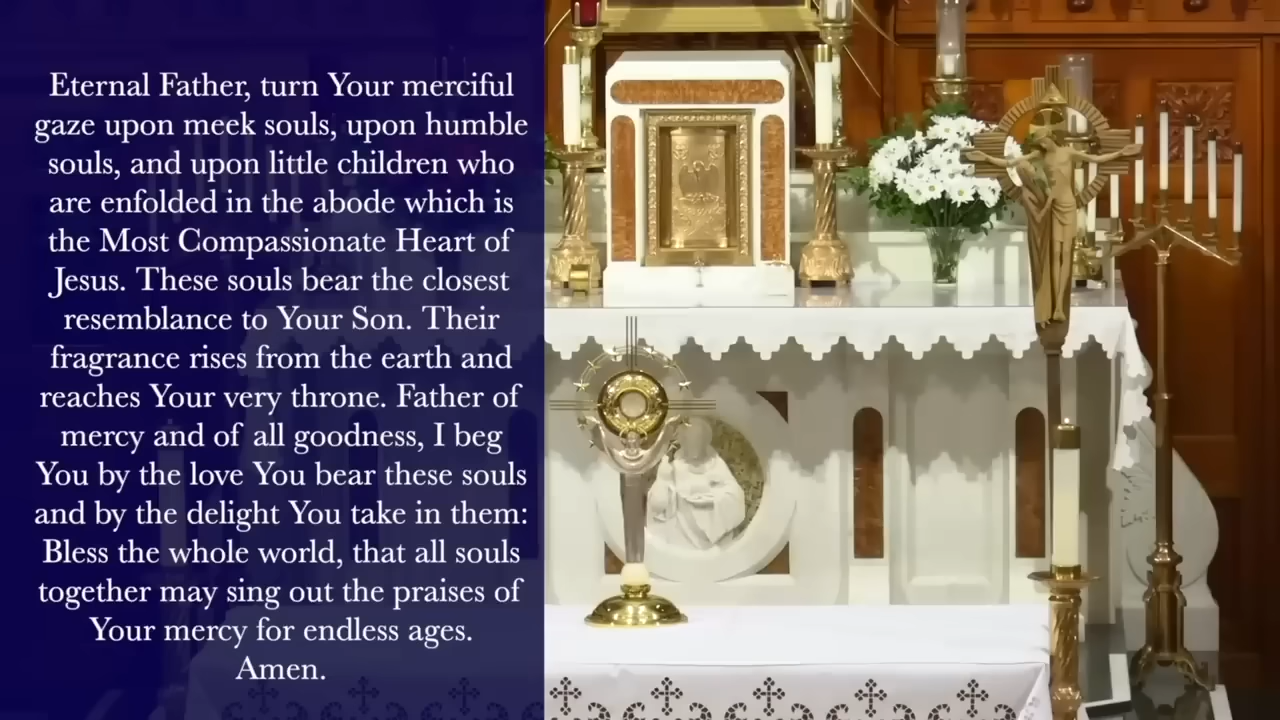 Eternal Father, turn Your merciful
gaze upon meek souls, upon humble
souls, and upon little children who
are enfolded in the abode which is
the Most Compassionate Heart of
Jesus. These souls bear the closest
resemblance to Your Son. Their
fragrance rises from the earth and
reaches Your very throne. Father of
mercy and of all goodness, I beg
You by the love You bear these souls
and by the delight You take in them:
Bless the whole world, that all souls
together may sing out the praises of
Your mercy for endless ages.
Amen.